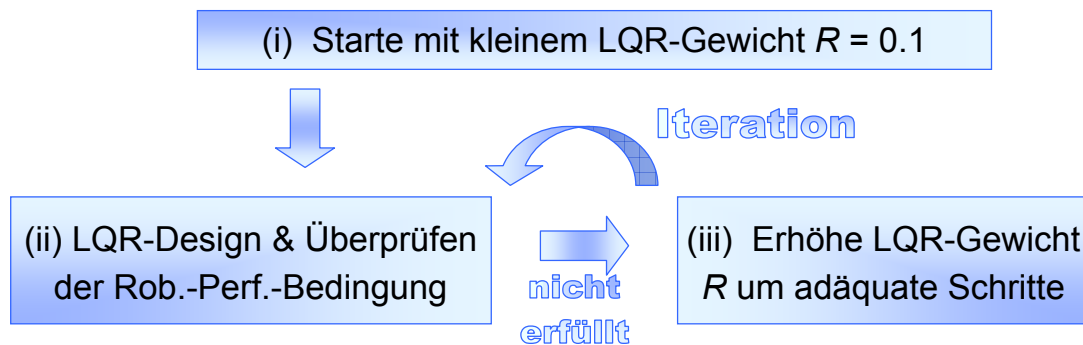 (i) Starte mit kleinem LQR-Gewicht R = 0.1
Iteration
(ii) LQR-Design & Überprüfen
der Rob.-Perf.-Bedingung
nicht
erfüllt
(iii) Erhöhe LQR-Gewicht
R um adäquate Schritte